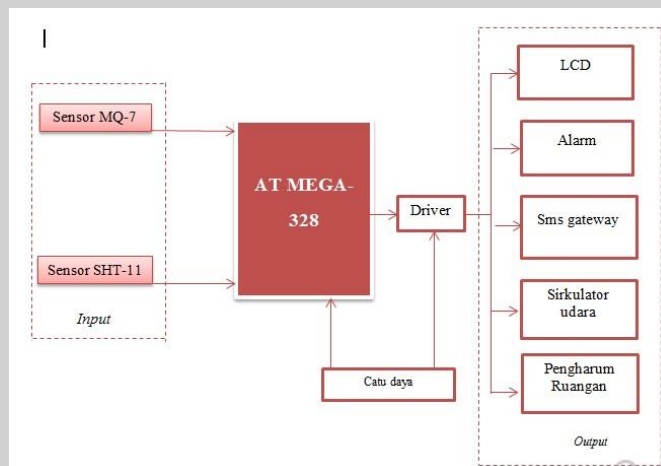 Sensor MQ-7
Sensor SHT-11
Input
AT MEGA-
328
Driver
Catu daya
LCD
Alarm
Sms gateway
Sirkulator
udara
Pengharum
Ruangan
Output